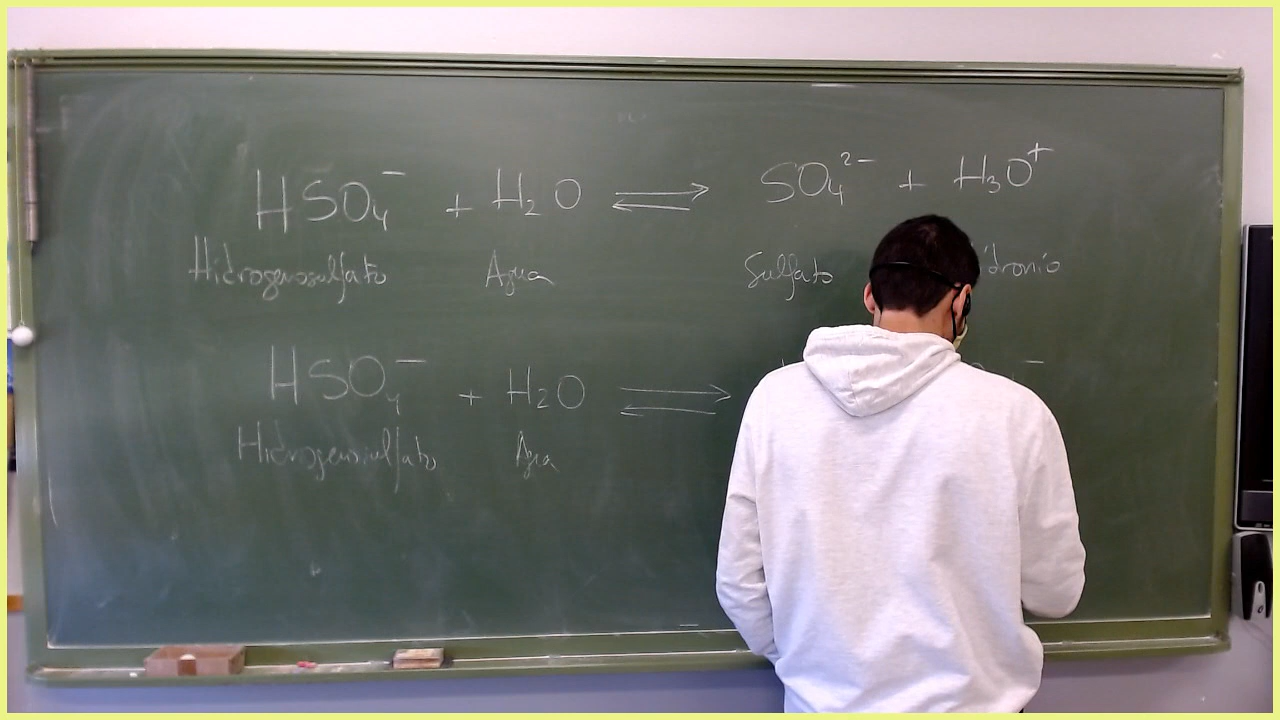 HSO₄⁻ + H₂O ⇌ SO₄²⁻ + H₃O⁺
Hidrogenosulfato Agua Sulfato
HSO₄⁻ + H₂O ⇌
Hidrogenosulfato Agua